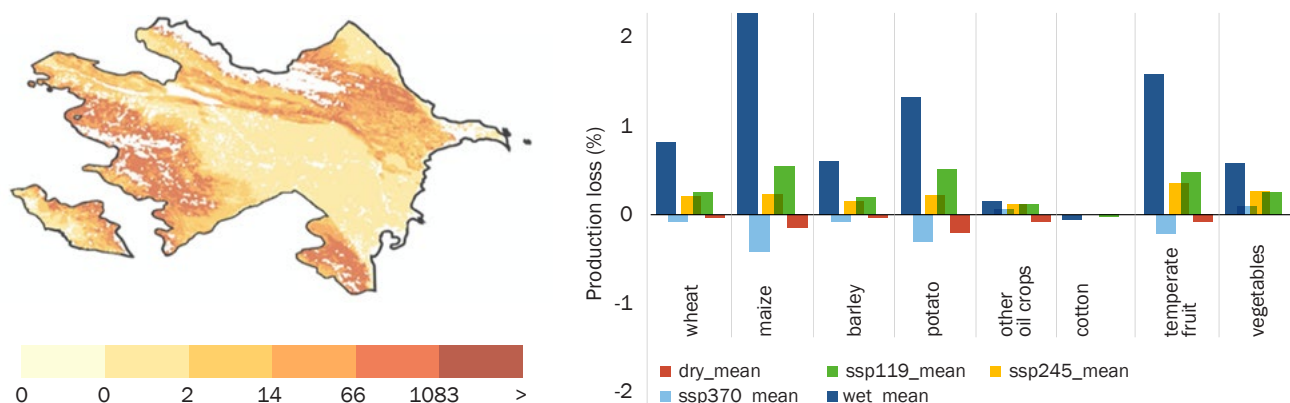 0 0 2 14 66 1083 >
Production loss (%)
2
1
0
-1
-2
wheat
maize
barley
potato
other
oil crops
cotton
temperate
fruit
vegetables
dry_mean ssp119_mean ssp245_mean
ssp370_mean wet_mean